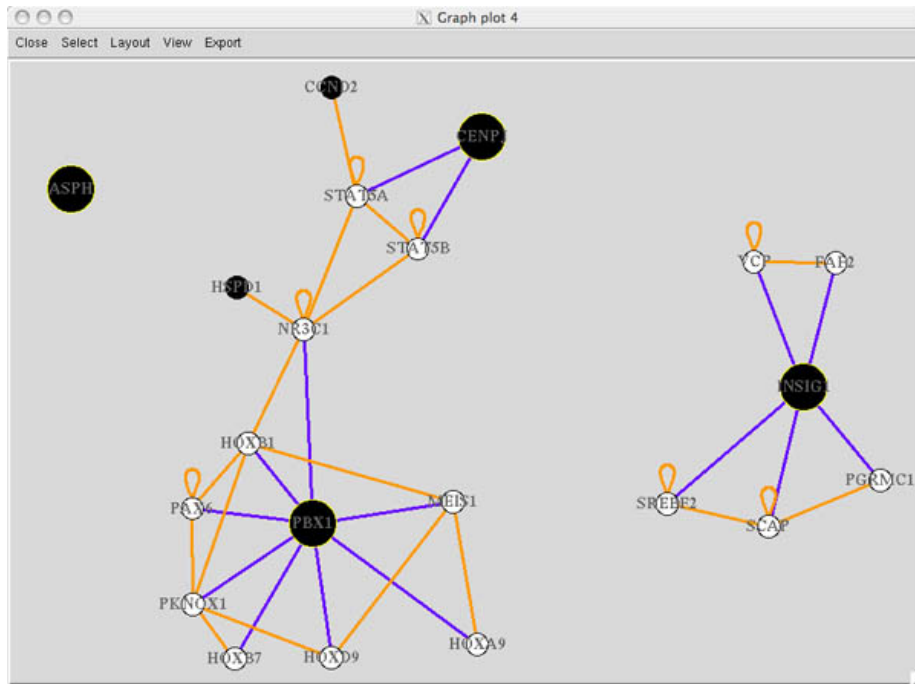 Graph plot 4
Close Select Layout View Export
CCND2
CENPJ
ASPH
STAT5A
STAT5B
HSPD1
NR3C1
VCP
FAF2
INSIG1
HOXB1
PAX6
MEIS1
PBX1
PGRMC1
SREBF2
SCAP
PKNOX1
HOXB7
HOXD9
HOXA9